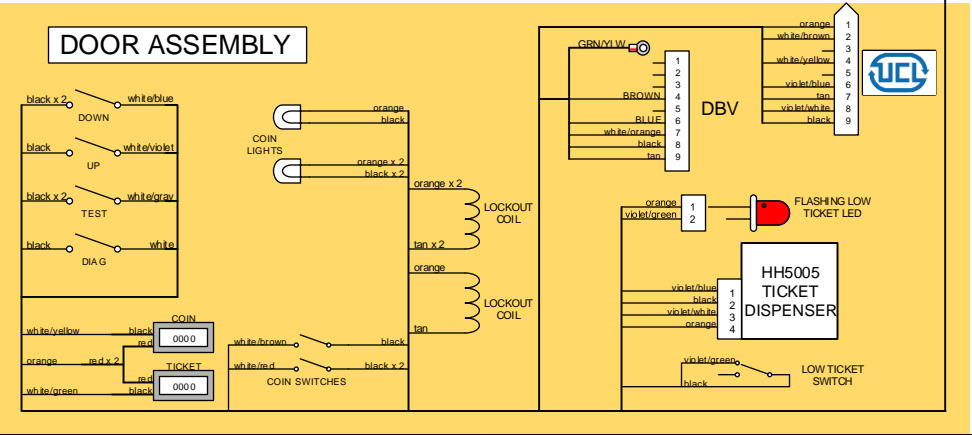 DOOR ASSEMBLY
black x 2
white/blue
DOWN
black
white/violet
UP
black x 2
white/gray
TEST
black
white
DIAG
COIN
white/yellow
black
0000
red
orange
red x 2
TICKET
red
0000
white/green
black
COIN
LIGHTS
orange
black
orange x 2
black x 2
orange x 2
LOCKOUT
COIL
tan x 2
orange
LOCKOUT
COIL
tan
white/brown
black
white/red
black x 2
COIN SWITCHES
GRN/YLW
1
2
3
BROWN 4
5
BLUE 6
white/orange 7
black 8
tan 9
DBV
orange 1
white/brown 2
3
white/yellow 4
5
violet/blue 6
tan 7
violet/white 8
black 9
UCL
orange 1
violet/green 2
FLASHING LOW
TICKET LED
HH5005
TICKET
DISPENSER
violet/blue 1
black 2
violet/white 3
orange 4
violet/green
black
LOW TICKET
SWITCH